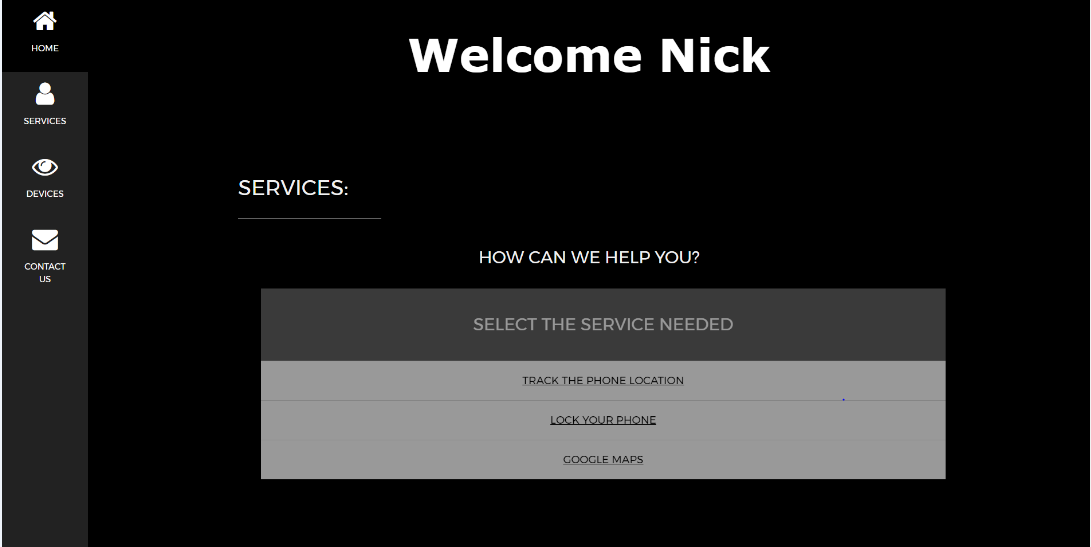 HOME
SERVICES
DEVICES
CONTACT
US
Welcome Nick
SERVICES:
HOW CAN WE HELP YOU?
SELECT THE SERVICE NEEDED
TRACK THE PHONE LOCATION
LOCK YOUR PHONE
GOOGLE MAPS